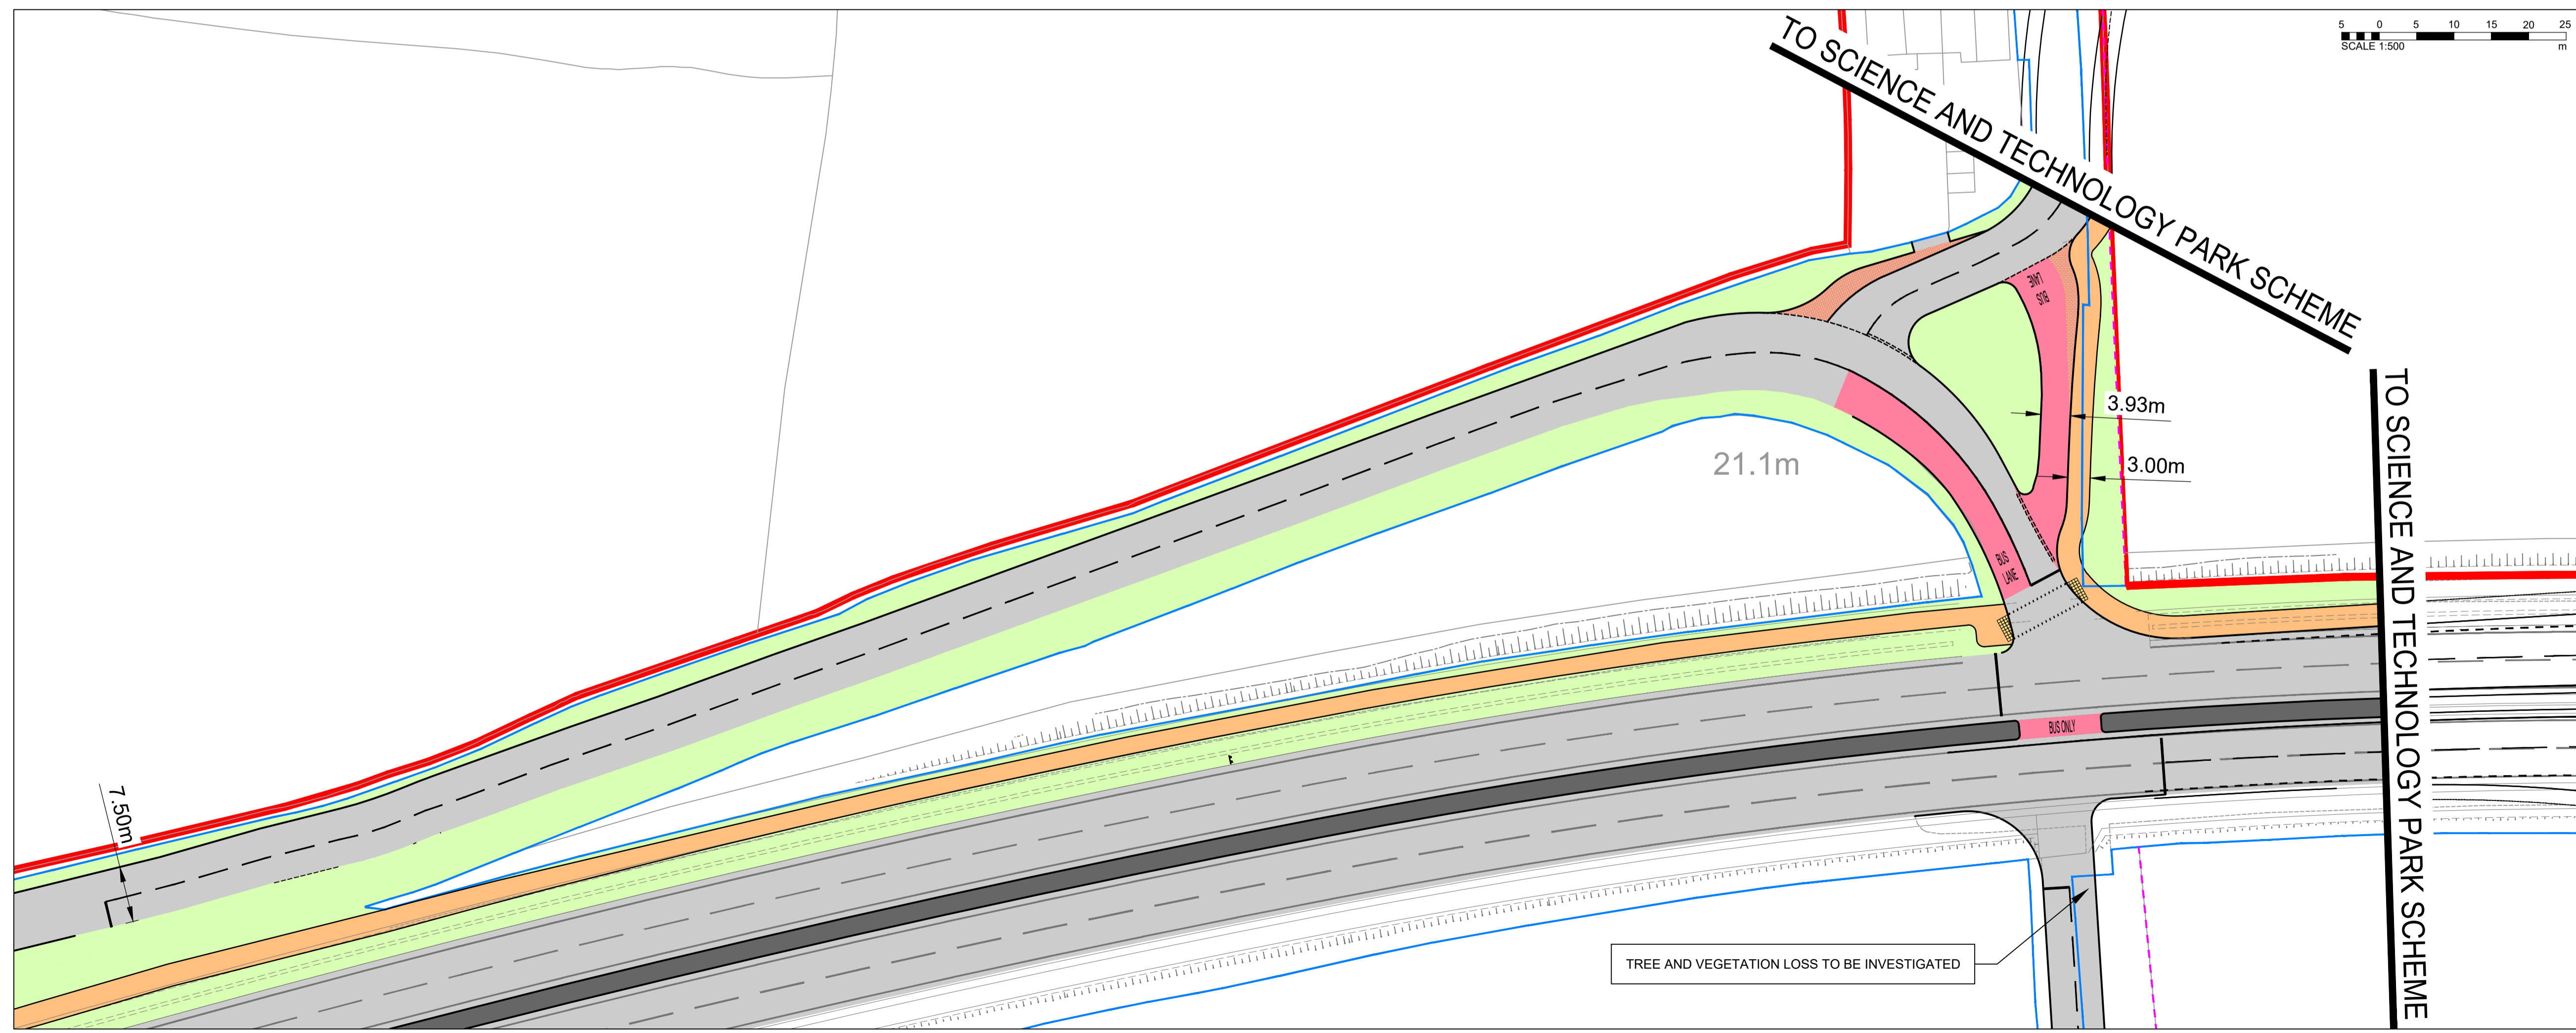 5 0 5 10 15 20 25
SCALE 1:500 m
TO SCIENCE AND TECHNOLOGY PARK SCHEME
BUS
LANE
3.93m
3.00m
21.1m
TO SCIENCE AND TECHNOLOGY PARK SCHEME
BUS
LANE
BUS ONLY
7.50m
TREE AND VEGETATION LOSS TO BE INVESTIGATED